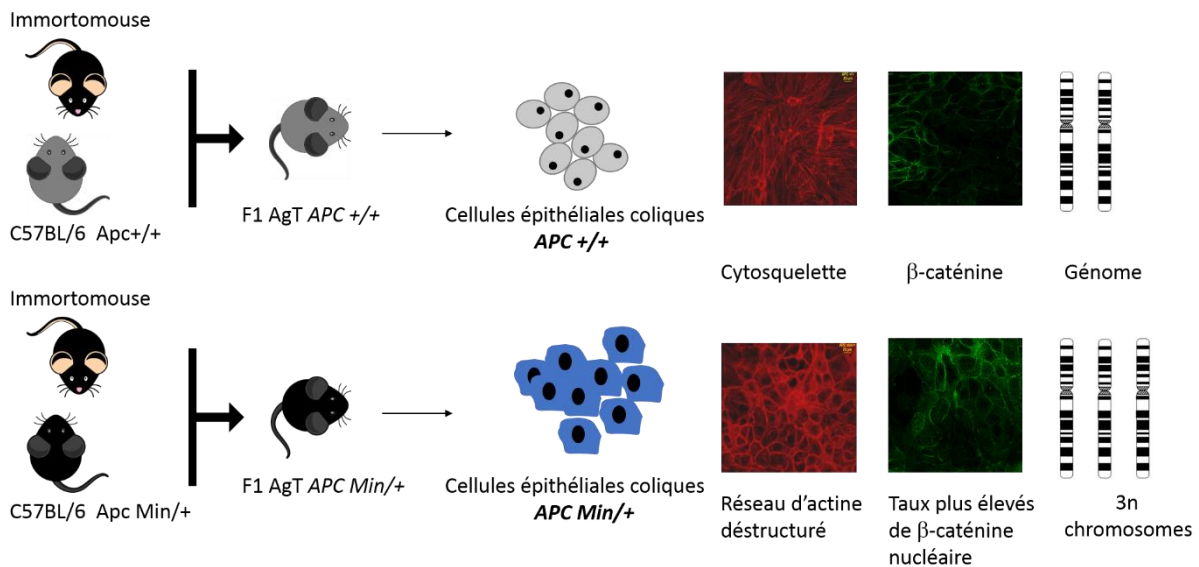 Immortomouse
C57BL/6 Apc+/+
F1 AgT APC +/+
Cellules épithéliales coliques
APC +/+
Cytosquelette
β-caténine
Génome
Immortomouse
C57BL/6 Apc Min/+
F1 AgT APC Min/+
Cellules épithéliales coliques
APC Min/+
Réseau d’actine
déstructuré
Taux plus élevés
de β-caténine
nucléaire
3n
chromosomes